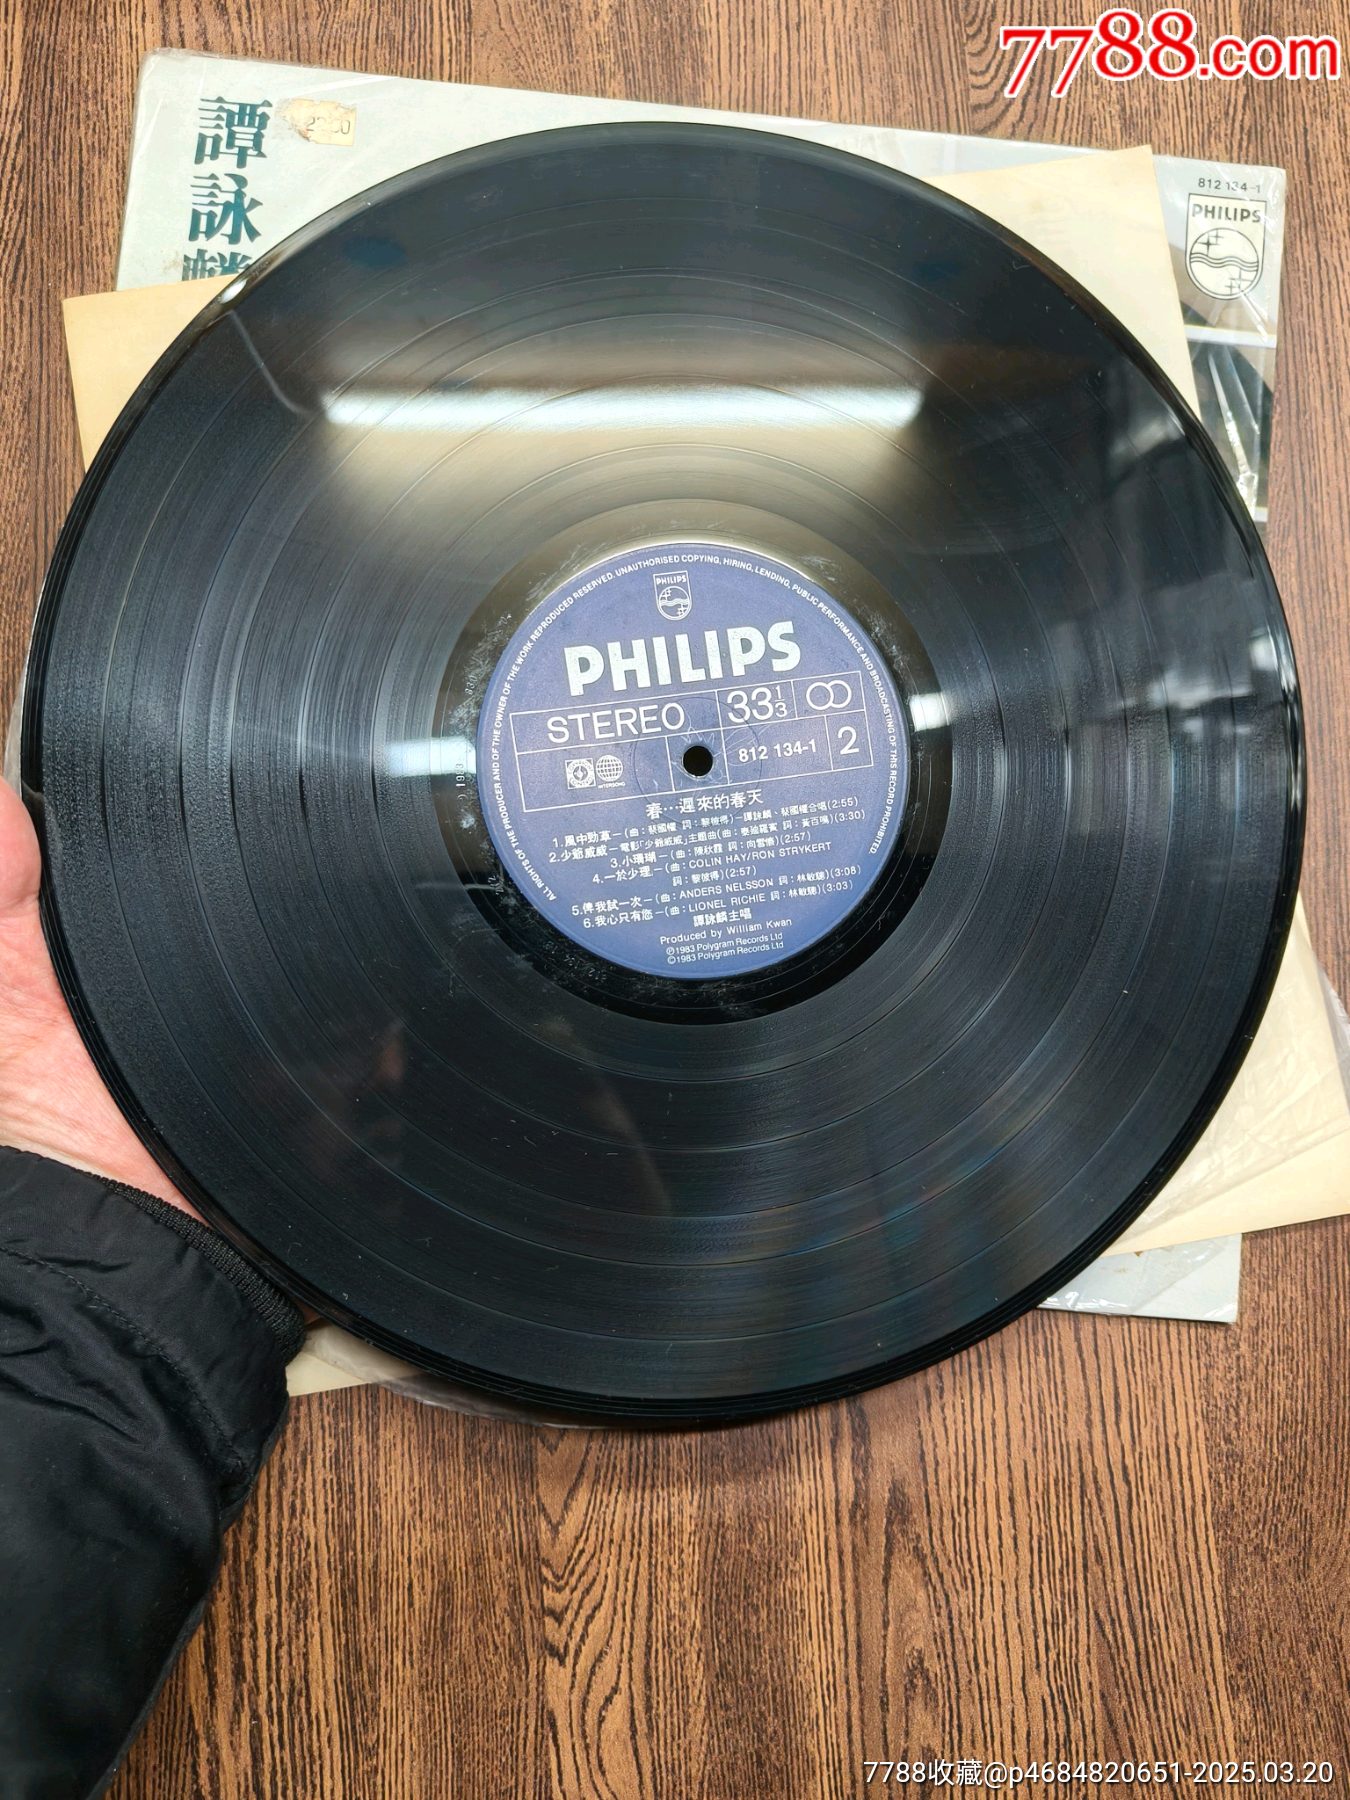 7788.com
譚詠麟
812 134-1
PHILIPS
ALL RIGHTS OF THE PRODUCER AND OF THE OWNER OF THE WORK REPRODUCED RESERVED. UNAUTHORISED COPYING, HIRING, LENDING, PUBLIC PERFORMANCE AND BROADCASTING OF THIS RECORD PROHIBITED.
PHILIPS
PHILIPS
STEREO
33 1/3
812 134-1
2
INTERSONG
春…遲來的春天
1.風中勁草—(曲：蔡國權 詞：黎彼得)—譚詠麟、蔡國權合唱(2:55)
2.少爺威威—電影「少爺威威」主題曲(曲：泰迪羅賓 詞：黃百鳴)(3:30)
3.小珊瑚—(曲：陳秋霞 詞：向雪懷)(2:57)
4.一於少理—(曲：COLIN HAY/RON STRYKERT
詞：黎彼得)(2:57)
5.俾我試一次—(曲：ANDERS NELSSON 詞：林敏驄)(3:08)
6.我心只有您—(曲：LIONEL RICHIE 詞：林敏驄)(3:03)
譚詠麟主唱
Produced by William Kwan
℗1983 Polygram Records Ltd
©1983 Polygram Records Ltd
7788收藏@p4684820651-2025.03.20